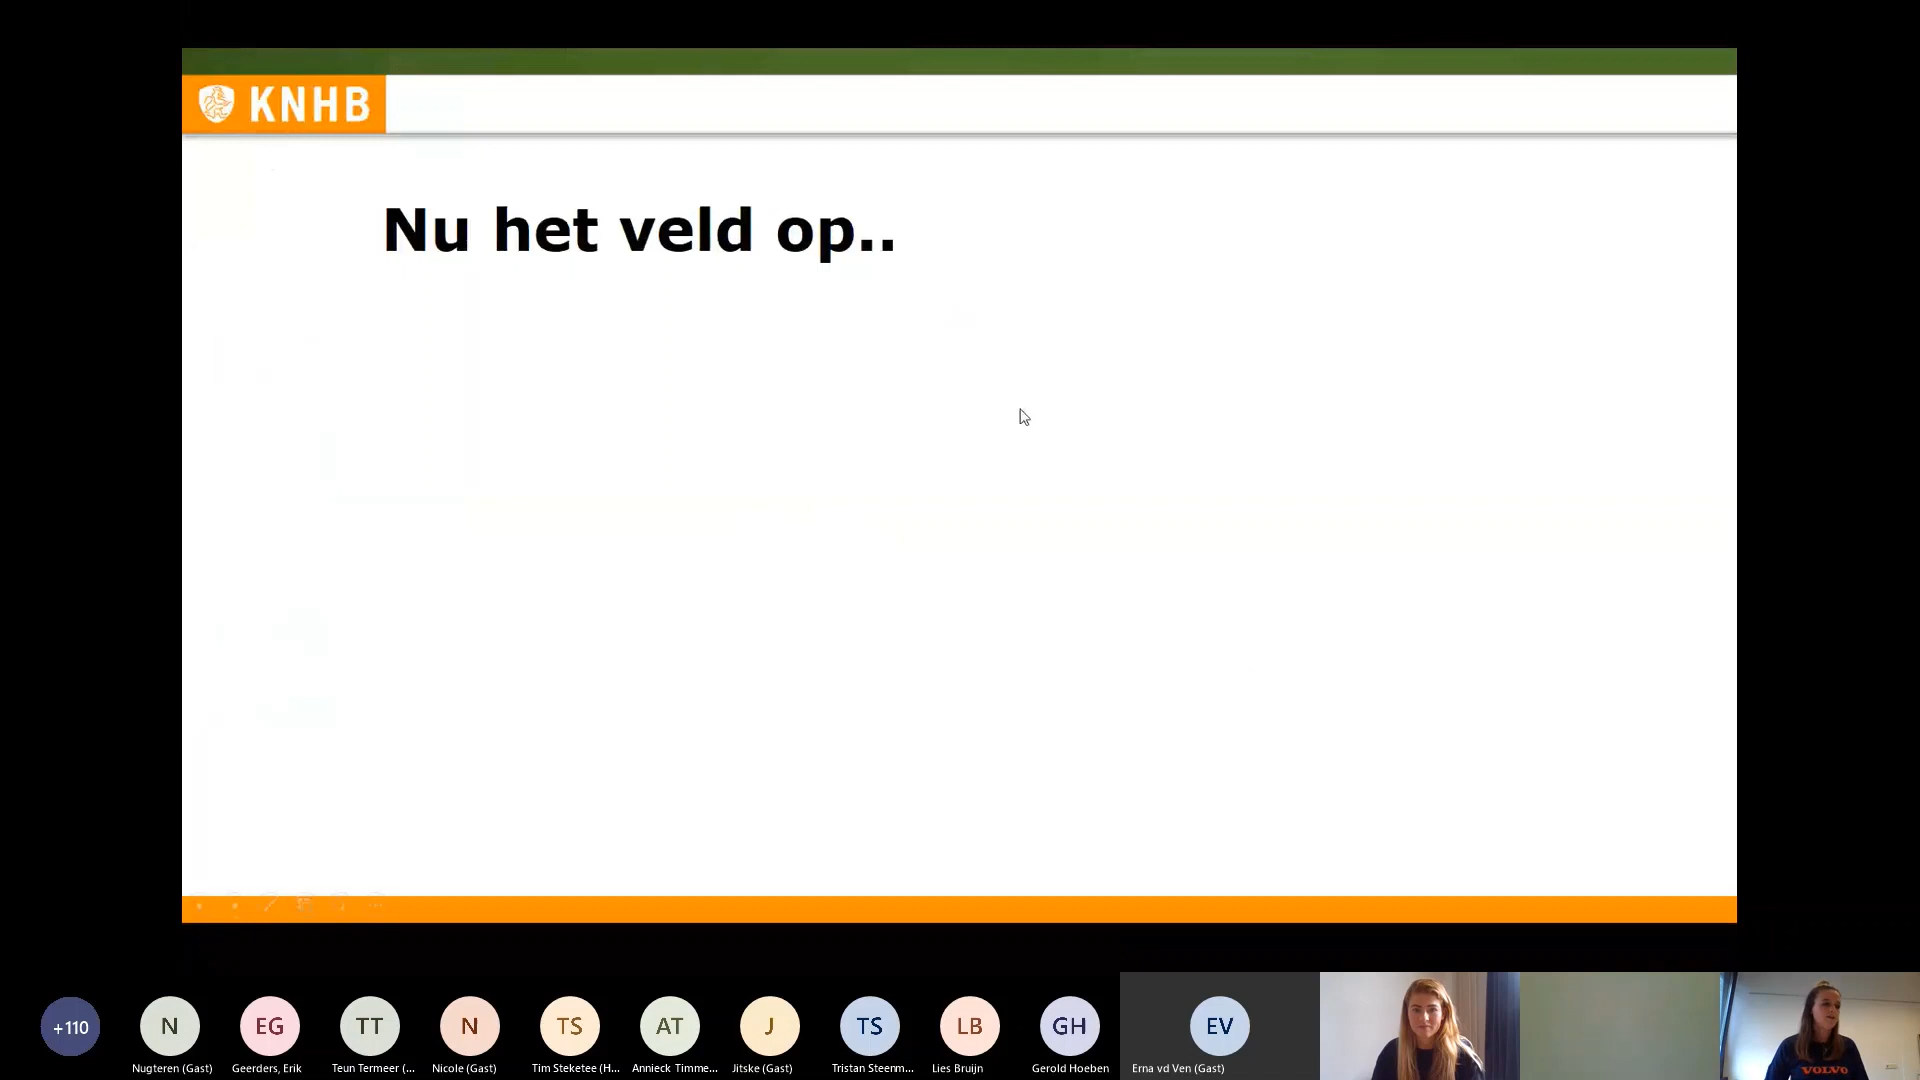 KNHB
Nu het veld op..
+110
N
EG
TT
N
TS
AT
J
TS
LB
GH
EV
Nugteren (Gast)
Geerders, Erik
Teun Termeer (...
Nicole (Gast)
Tim Steketee (H...
Annieck Timme...
Jitske (Gast)
Tristan Steenm...
Lies Bruijn
Gerold Hoeben
Erna vd Ven (Gast)
VOLVO